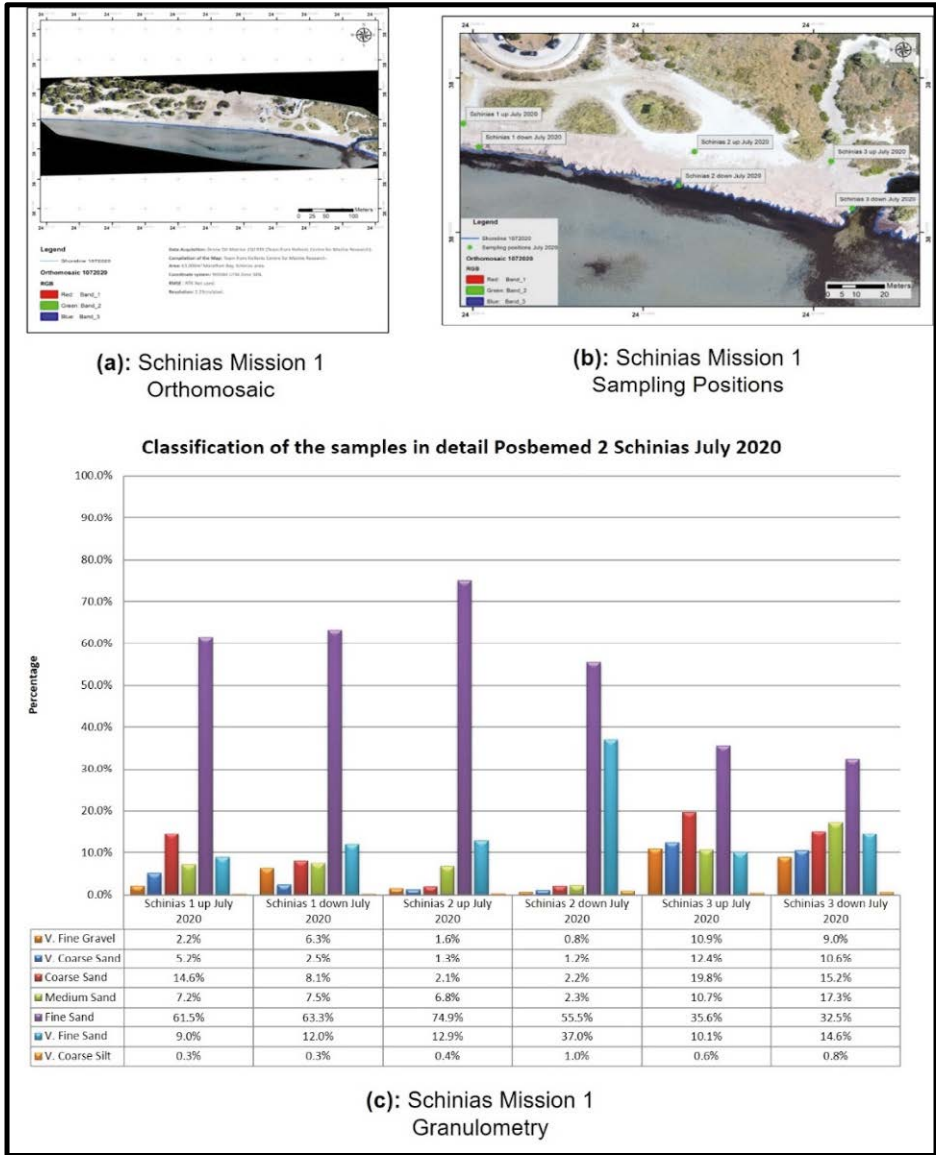 Legend
Shoreline 1072020
Orthomosaic 1072020
RGB
Red: Band_1
Green: Band_2
Blue: Band_3
Meters
0 25 50 100
(a): Schinias Mission 1
Orthomosaic
Schinias 1 up July 2020
Schinias 1 down July 2020
Schinias 2 up July 2020
Schinias 2 down July 2020
Schinias 3 up July 2020
Schinias 3 down July 2020
Legend
Shoreline 1072020
Sampling positions July 2020
Orthomosaic 1072020
RGB
Red: Band_1
Green: Band_2
Blue: Band_3
Meters
0 5 10 20
(b): Schinias Mission 1
Sampling Positions
Classification of the samples in detail Posbemed 2 Schinias July 2020
Percentage
100.0%
90.0%
80.0%
70.0%
60.0%
50.0%
40.0%
30.0%
20.0%
10.0%
0.0%
Schinias 1 up July 2020 Schinias 1 down July 2020 Schinias 2 up July 2020 Schinias 2 down July 2020 Schinias 3 up July 2020 Schinias 3 down July 2020
V. Fine Gravel 2.2% 6.3% 1.6% 0.8% 10.9% 9.0%
V. Coarse Sand 5.2% 2.5% 1.3% 1.2% 12.4% 10.6%
Coarse Sand 14.6% 8.1% 2.1% 2.2% 19.8% 15.2%
Medium Sand 7.2% 7.5% 6.8% 2.3% 10.7% 17.3%
Fine Sand 61.5% 63.3% 74.9% 55.5% 35.6% 32.5%
V. Fine Sand 9.0% 12.0% 12.9% 37.0% 10.1% 14.6%
V. Coarse Silt 0.3% 0.3% 0.4% 1.0% 0.6% 0.8%
(c): Schinias Mission 1
Granulometry